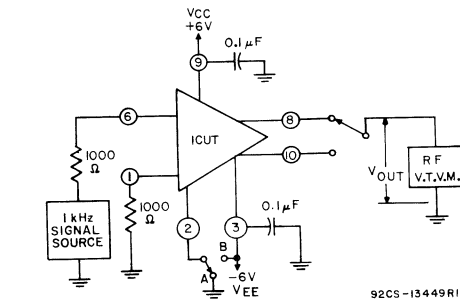 VCC
+6V
0.1 µF
9
6
8
ICUT
10
1000
Ω
1
1000
Ω
1 kHz
SIGNAL
SOURCE
2
3
0.1 µF
B
A
-6V
VEE
VOUT
RF
V.T.V.M.
92CS-13449R1